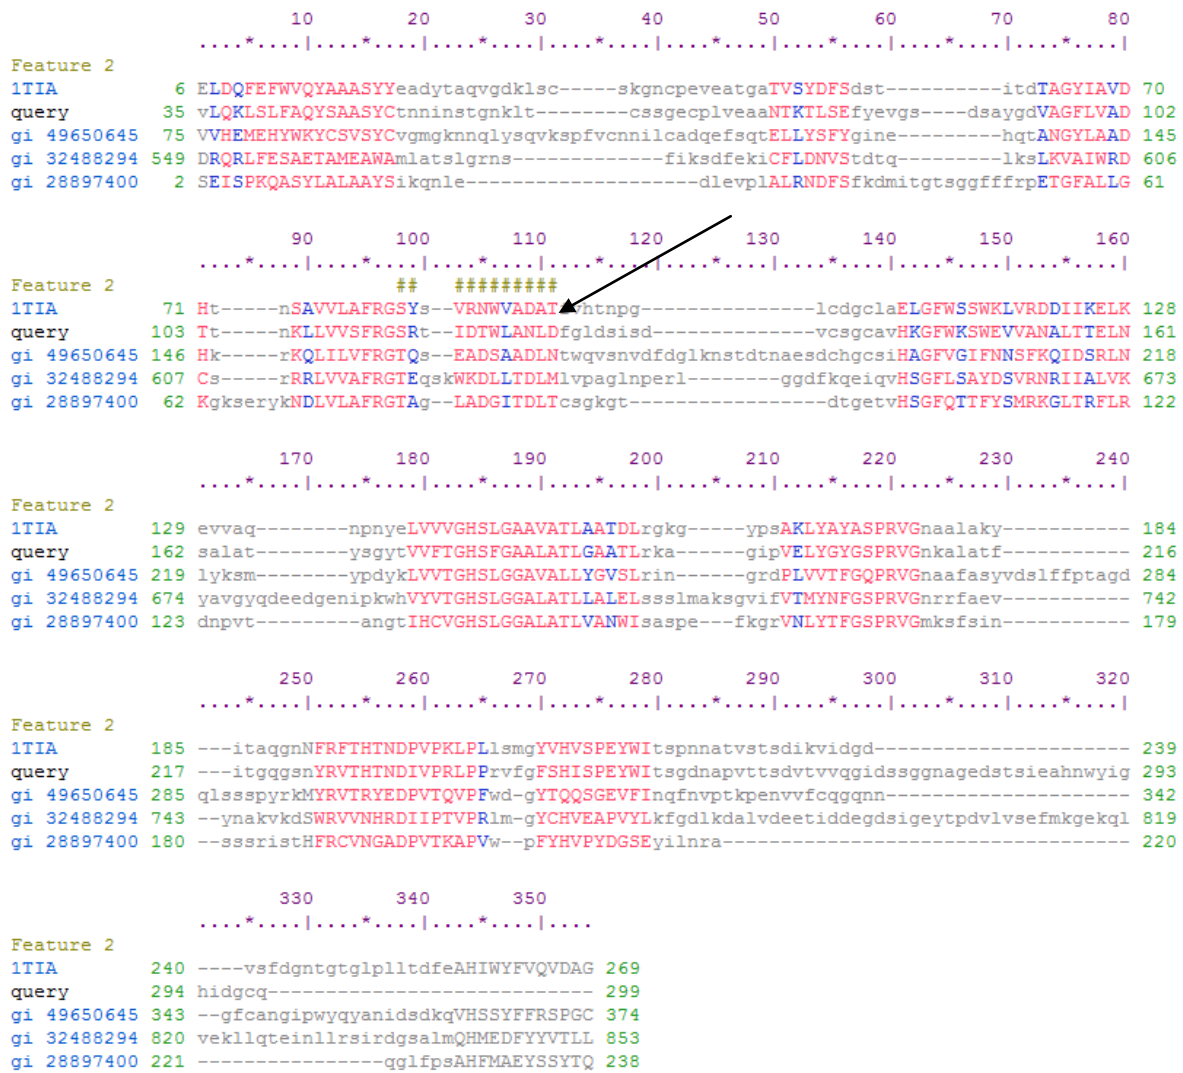 10 20 30 40 50 60 70 80
....*....|....*....|....*....|....*....|....*....|....*....|....*....|....*....|
Feature 2
1TIA 6 ELDQFEFWVQYAAASYYeadytaqvgdklsc-----skgncpeveatgaTVSYDFSdst----------itdTAGYIAVD 70
query 35 vLQKLSLFAQYSAASYCtnninstgnklt--------cssgecplveaaNTKTLSEfyevgs----dsaygdVAGFLVAD 102
gi 49650645 75 VVHEMEHYWKYCSVSYCvgmgknnqlysqvkspfvcnnilcadqefsqtELLYSFYgine---------hqtANGYLAAD 145
gi 32488294 549 DRQRLFESAETAMEAWAmlatslgrns-------------fiksdfekiCFLDNVStdtq---------lksLKVAIWRD 606
gi 28897400 2 SEISPKQASYLALAAYSikqnle--------------------dlevplALRNDFSfkdmitgtsggfffrpETGFALLG 61
90 100 110 120 130 140 150 160
....*....|....*....|....*....|....*....|....*....|....*....|....*....|....*....|
Feature 2 ## #########
1TIA 71 Ht-----nSAVVLAFRGSYs--VRNWVADATvhtnpg---------------lcdgclaELGFWSSWKLVRDDIIKELK 128
query 103 Tt-----nKLLVVSFRGSRt--IDTWLANLDfgldsisd--------------vcsgcavHKGFWKSWEVVANALTTELN 161
gi 49650645 146 Hk-----rKQLILVFRGTQs--EADSAADLNtwqvsnvdfdglknstdtnaesdchgcsiHAGFVGIFNNSFKQIDSRLN 218
gi 32488294 607 Cs-----rRRLVVAFRGTEqskWKDLLTDLMlvpaglnperl--------ggdfkqeiqvHSGFLSAYDSVRNRIIALVK 673
gi 28897400 62 KgkserykNDLVLAFRGTAg--LADGITDLTcsgkgt-----------------dtgetvHSGFQTTFYSMRKGLTRFLR 122
170 180 190 200 210 220 230 240
....*....|....*....|....*....|....*....|....*....|....*....|....*....|....*....|
Feature 2
1TIA 129 evvaq--------npnyeLVVVGHSLGAAVATLAATDLrgkg-----ypsAKLYAYASPRVGnaalaky----------- 184
query 162 salat--------ysgytVVFTGHSFGAALATLGAATLrka------gipVELYGYGSPRVGnkalatf----------- 216
gi 49650645 219 lyksm--------ypdykLVVTGHSLGGAVALLYGVSLrin------grdPLVVTFGQPRVGnaafasyvdslffptagd 284
gi 32488294 674 yavgyqdeedgenipkwhVYVTGHSLGGALATLLALELssslmaksgvifVTMYNFGSPRVGnrrfaev----------- 742
gi 28897400 123 dnpvt---------angtIHCVGHSLGGALATLVANWIsaspe---fkgrVNLYTFGSPRVGmksfsin----------- 179
250 260 270 280 290 300 310 320
....*....|....*....|....*....|....*....|....*....|....*....|....*....|....*....|
Feature 2
1TIA 185 ---itaqgnNFRFTHTNDPVPKLPLlsmgYVHVSPEYWItspnnatvstsdikvidgd---------------------- 239
query 217 ---itgqgsnYRVTHTNDIVPRLPPrvfgFSHISPEYWItsgdnapvttsdvtvvqgidssggnagedstsieahnwyig 293
gi 49650645 285 qlssspyrkMYRVTRYEDPVTQVPFwd-gYTQQSGEVFInqfnvptkpenvvfcqgqnn--------------------- 342
gi 32488294 743 --ynakvkdSWRVVNHRDIIPTVPRlm-gYCHVEAPVYLkfgdlkdalvdeetiddegdsigeytpdvlvsefmkgekql 819
gi 28897400 180 --sssristHFRCVNGADPVTKAPVw--pFYHVPYDGSEyilnra----------------------------------- 220
330 340 350
....*....|....*....|....*....|....
Feature 2
1TIA 240 ----vsfdgntgtglplltdfeAHIWYFVQVDAG 269
query 294 hidgcq---------------------------- 299
gi 49650645 343 --gfcangipwyqyanidsdkqVHSSYFFRSPGC 374
gi 32488294 820 vekllqteinllrsirdgsalmQHMEDFYYVTLL 853
gi 28897400 221 ----------------qglfpsAHFMAEYSSYTQ 238